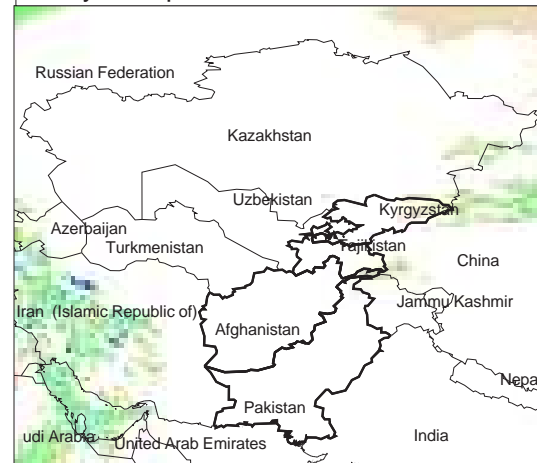 Russian Federation
Kazakhstan
Uzbekistan
Kyrgyzstan
Azerbaijan
Turkmenistan
Tajikistan
China
Iran (Islamic Republic of)
Jammu Kashmir
Afghanistan
Nepa
Pakistan
udi Arabia
United Arab Emirates
India